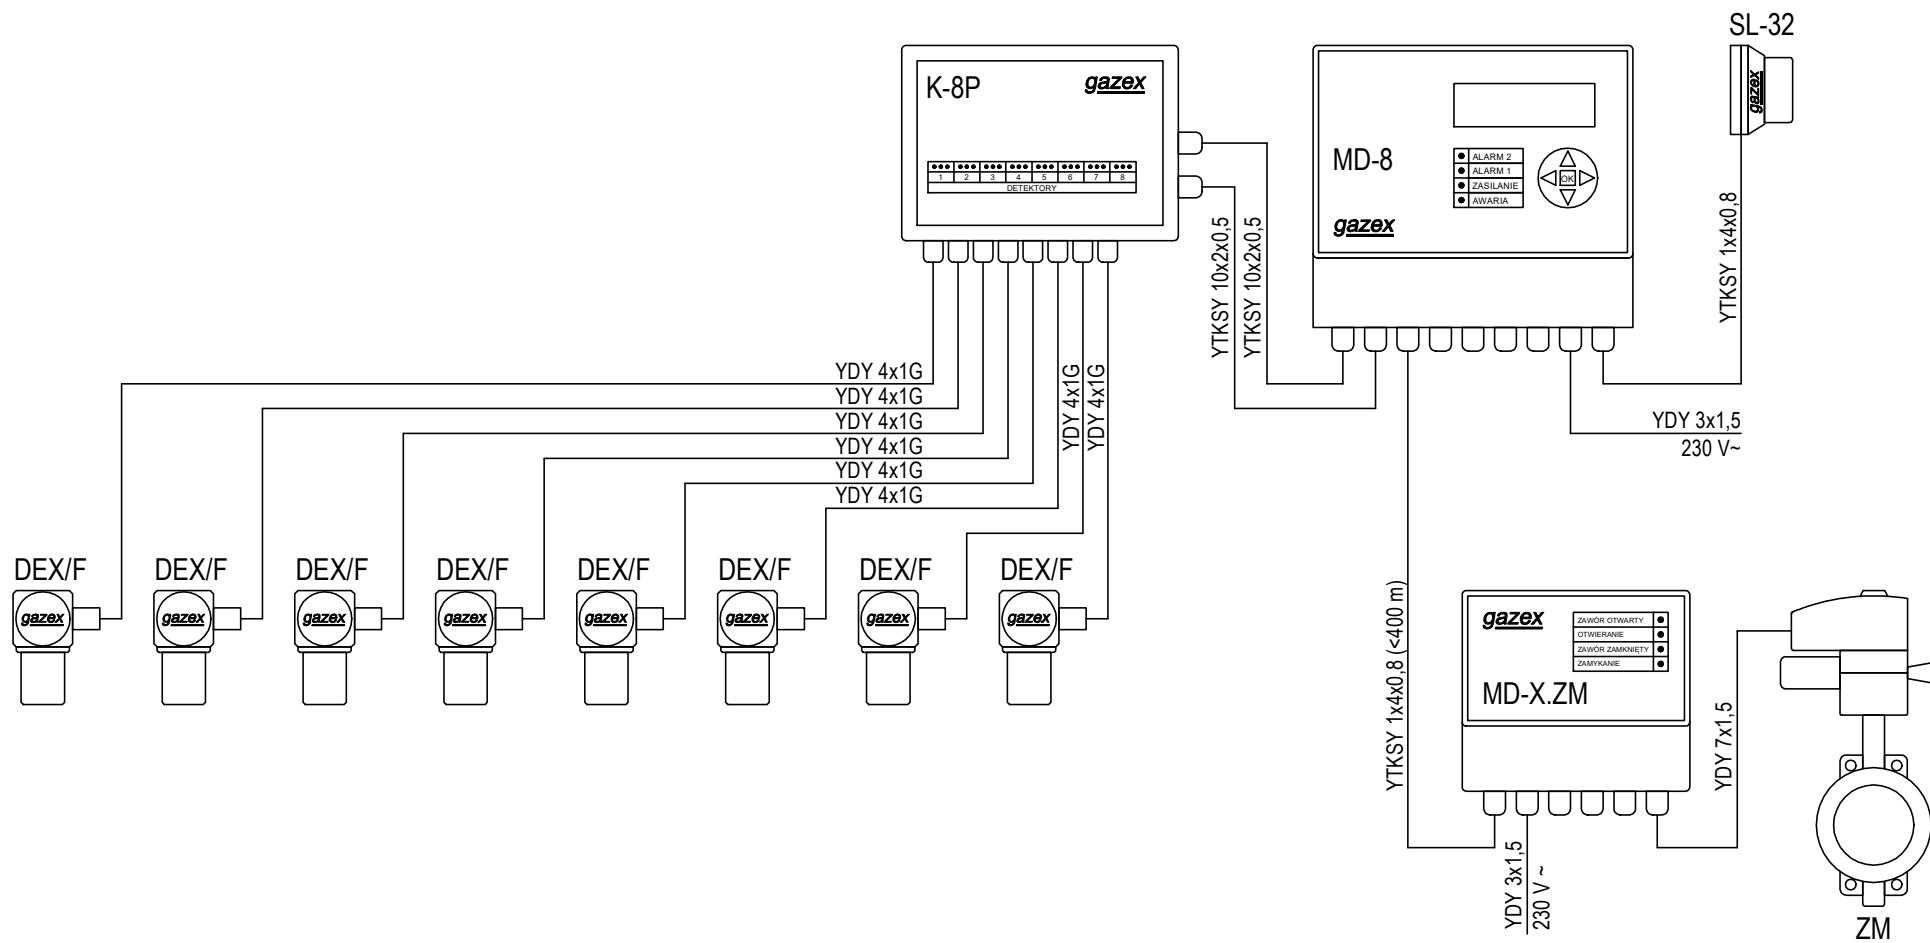 SL-32
gazex
K-8P
gazex
1 2 3 4 5 6 7 8
DETEKTORY
MD-8
ALARM 2
ALARM 1
ZASILANIE
AWARIA
OK
gazex
YTKSY 10x2x0,5
YTKSY 10x2x0,5
YTKSY 1x4x0,8
YDY 4x1G
YDY 4x1G
YDY 4x1G
YDY 4x1G
YDY 4x1G
YDY 4x1G
YDY 4x1G
YDY 4x1G
YDY 3x1,5
230 V~
DEX/F
DEX/F
DEX/F
DEX/F
DEX/F
DEX/F
DEX/F
DEX/F
gazex
gazex
gazex
gazex
gazex
gazex
gazex
gazex
YTKSY 1x4x0,8 (<400 m)
gazex
ZAWÓR OTWARTY
OTWIERANIE
ZAWÓR ZAMKNIĘTY
ZAMYKANIE
MD-X.ZM
YDY 7x1,5
YDY 3x1,5
230 V ~
ZM